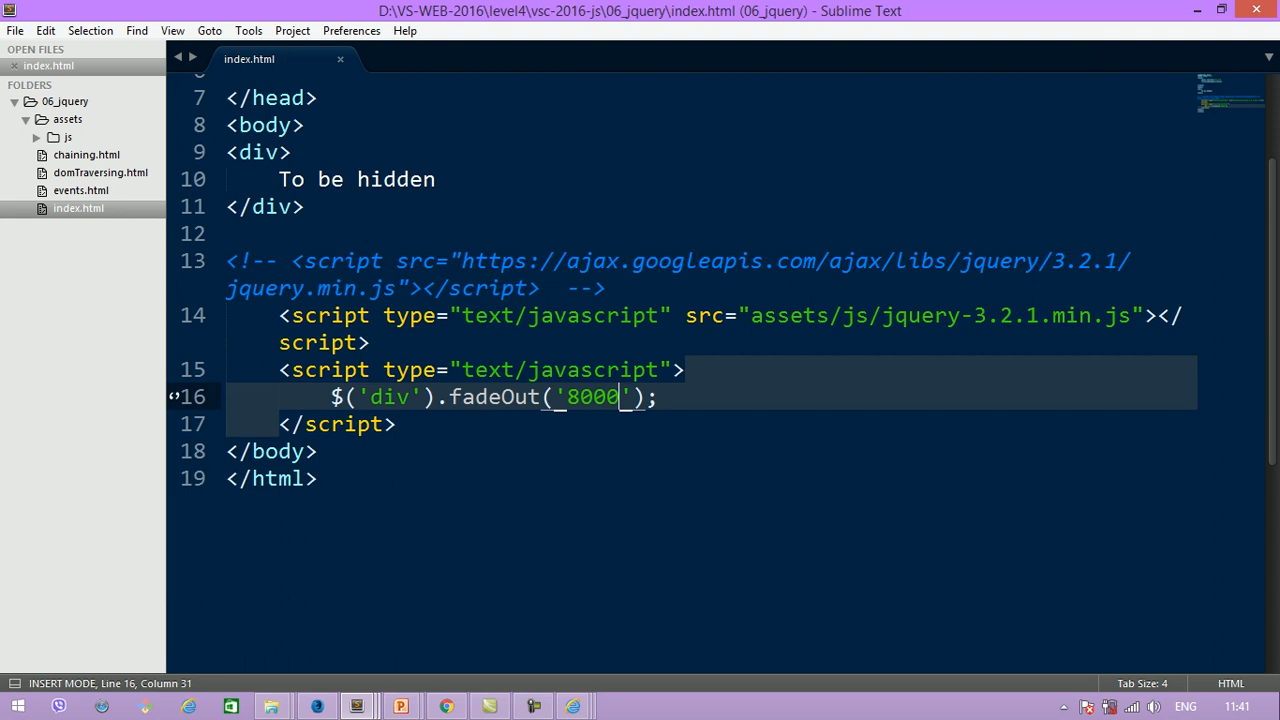 D:\VS-WEB-2016\level4\vsc-2016-js\06_jquery\index.html (06_jquery) - Sublime Text
File Edit Selection Find View Goto Tools Project Preferences Help
OPEN FILES
index.html
FOLDERS
06_jquery
assets
js
chaining.html
domTraversing.html
events.html
index.html
index.html
7 </head>
8 <body>
9 <div>
10 To be hidden
11 </div>
12
13 <!-- <script src="https://ajax.googleapis.com/ajax/libs/jquery/3.2.1/
jquery.min.js"></script>  -->
14 <script type="text/javascript" src="assets/js/jquery-3.2.1.min.js"></
script>
15 <script type="text/javascript">
16 $('div').fadeOut('8000');
17 </script>
18 </body>
19 </html>
INSERT MODE, Line 16, Column 31 Tab Size: 4 HTML
ENG 11:41